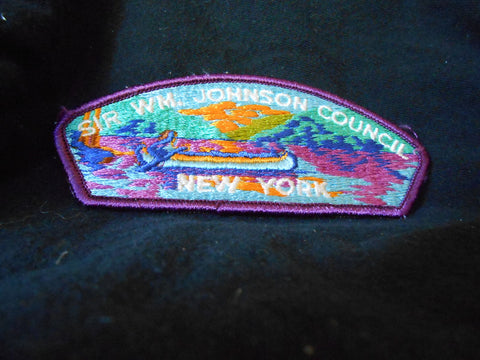 SIR WM. JOHNSON COUNCIL
NEW YORK